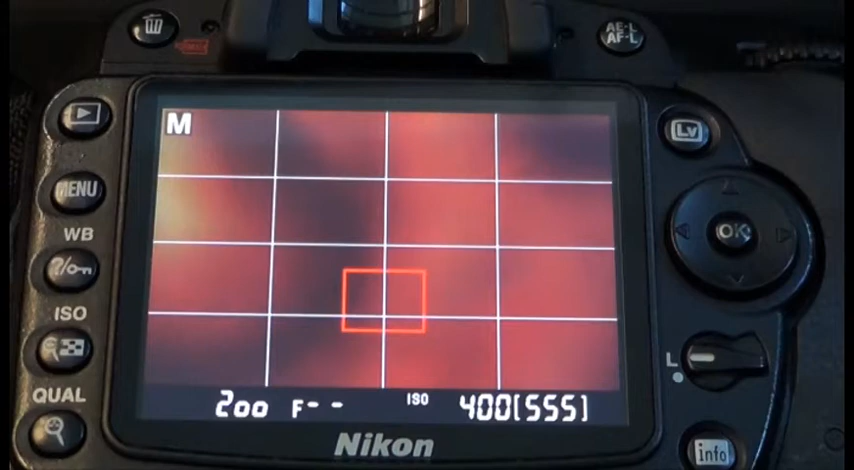 AE-L
AF-L
M
Lv
MENU
WB
?/
OK
ISO
L
QUAL
200 F-- ISO 400[555]
Nikon
info